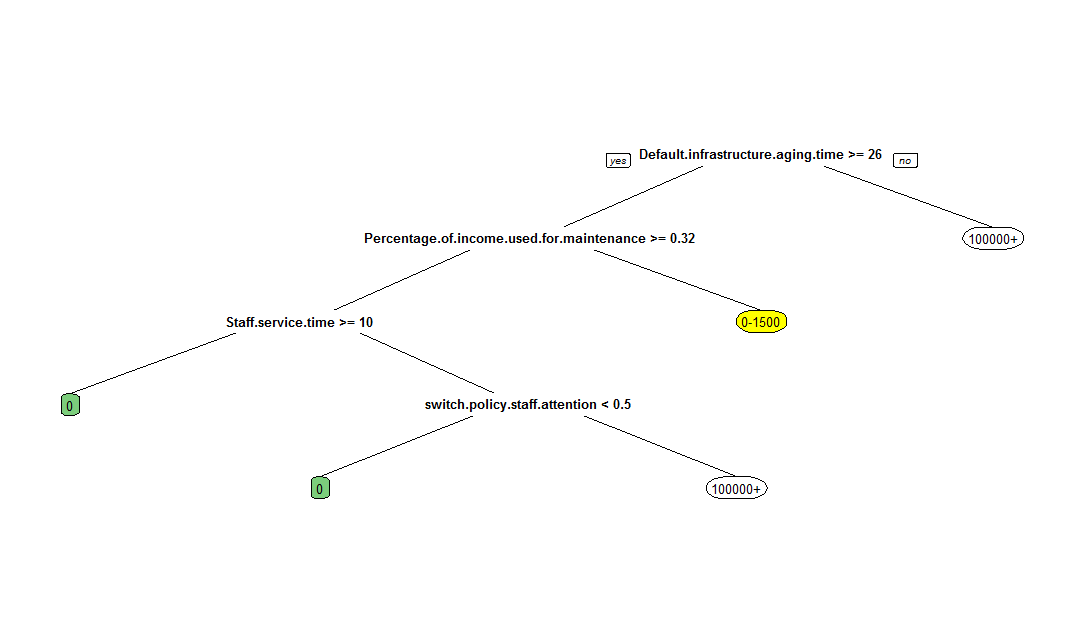 yes
Default.infrastructure.aging.time >= 26
no
Percentage.of.income.used.for.maintenance >= 0.32
100000+
Staff.service.time >= 10
0-1500
0
switch.policy.staff.attention < 0.5
0
100000+